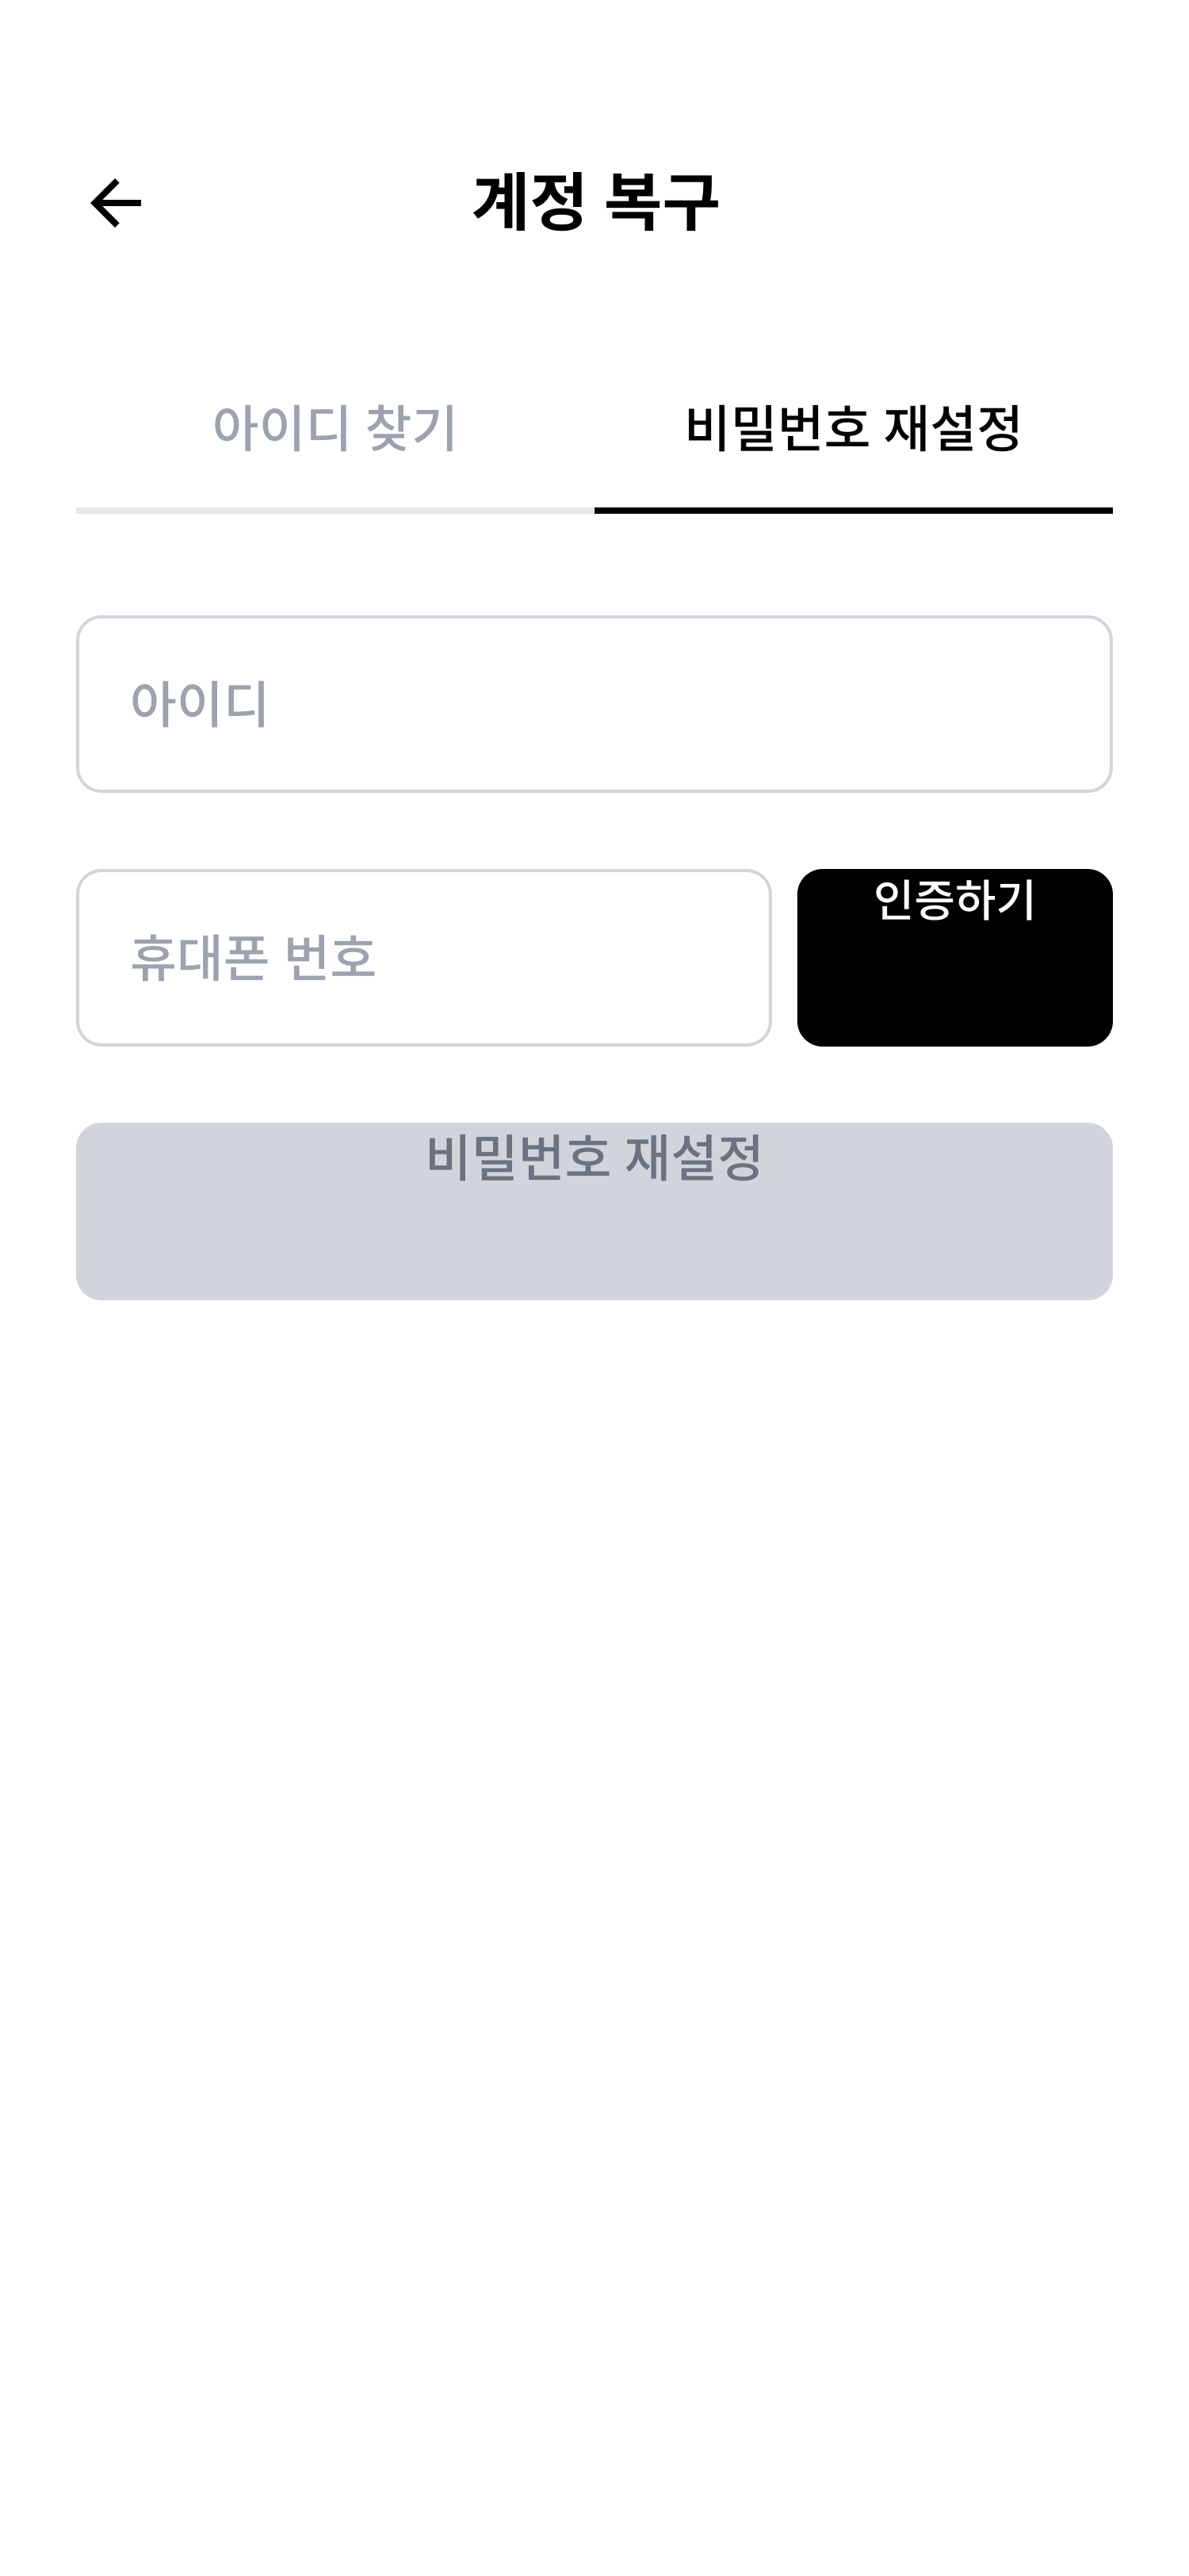 계정 복구
아이디 찾기
비밀번호 재설정
아이디
휴대폰 번호
인증하기
비밀번호 재설정